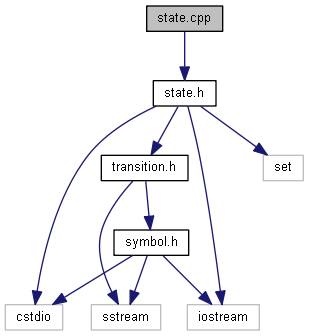 state.cpp
state.h
transition.h
set
symbol.h
cstdio
sstream
iostream